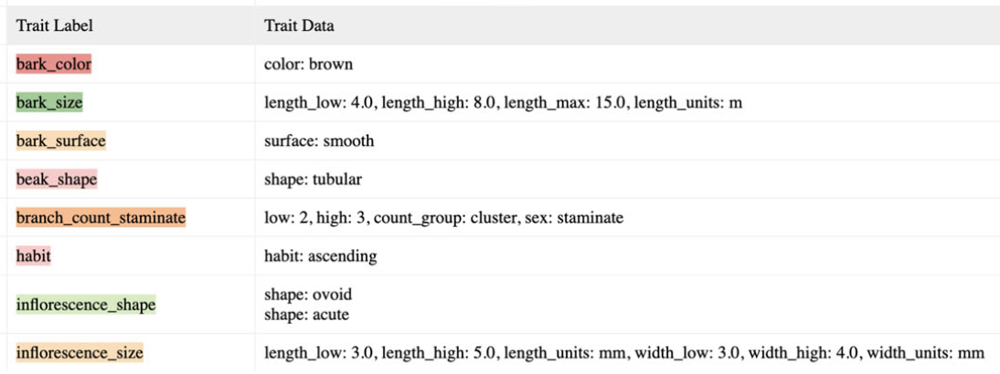 Trait Label Trait Data
bark_color color: brown
bark_size length_low: 4.0, length_high: 8.0, length_max: 15.0, length_units: m
bark_surface surface: smooth
beak_shape shape: tubular
branch_count_staminate low: 2, high: 3, count_group: cluster, sex: staminate
habit habit: ascending
inflorescence_shape shape: ovoid
shape: acute
inflorescence_size length_low: 3.0, length_high: 5.0, length_units: mm, width_low: 3.0, width_high: 4.0, width_units: mm